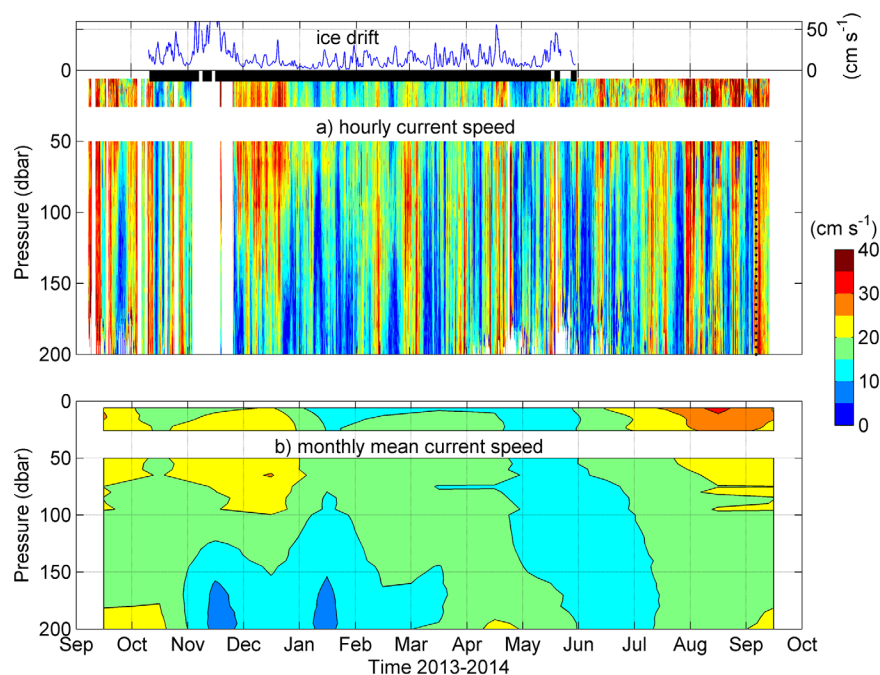 ice drift
50
0
(cm s-1)
0
50
100
150
200
Pressure (dbar)
a) hourly current speed
(cm s-1)
40
30
20
10
0
0
50
100
150
200
Pressure (dbar)
b) monthly mean current speed
Sep Oct Nov Dec Jan Feb Mar Apr May Jun Jul Aug Sep Oct
Time 2013-2014